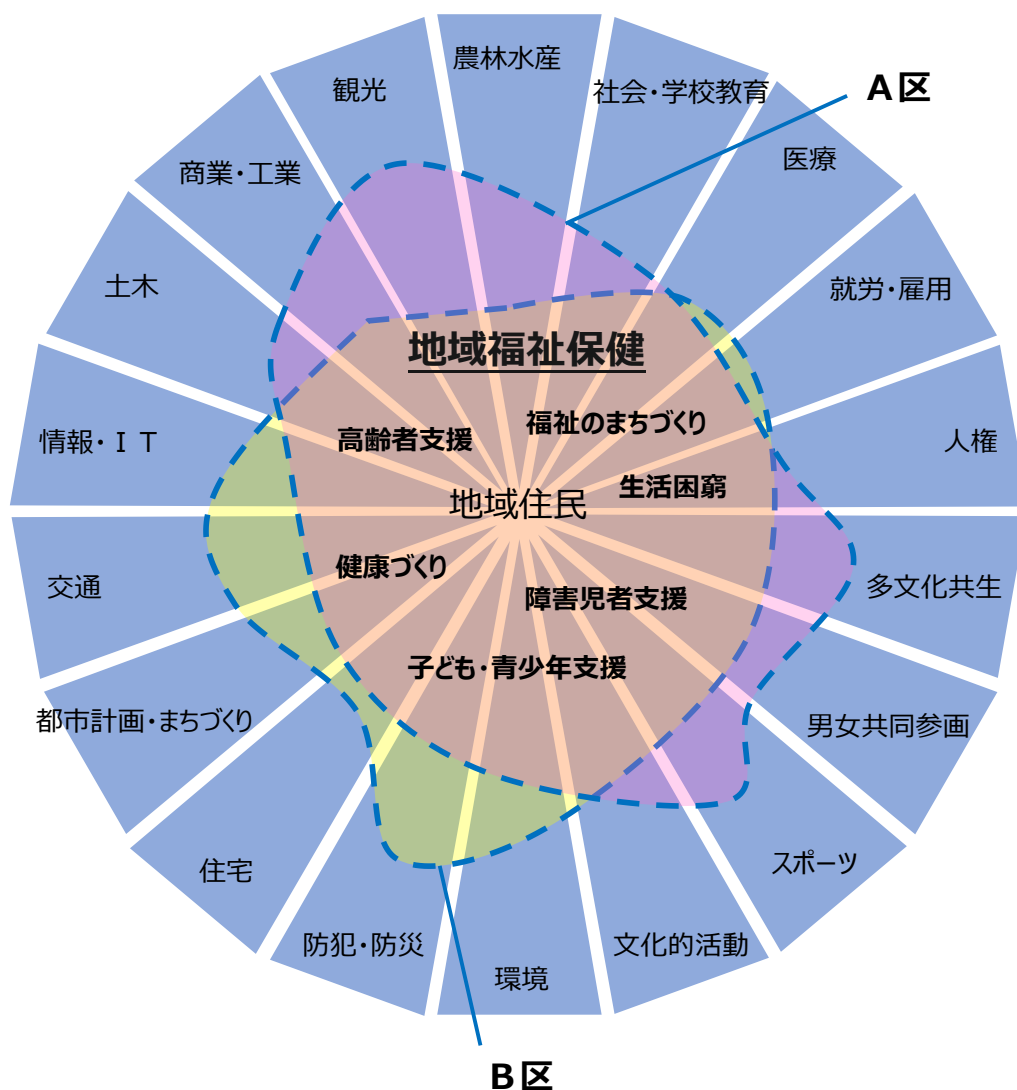 農林水産
観光
社会・学校教育
A区
医療
商業・工業
土木
就労・雇用
地域福祉保健
福祉のまちづくり
高齢者支援
情報・ＩＴ
人権
生活困窮
地域住民
健康づくり
交通
障害児者支援
多文化共生
子ども・青少年支援
都市計画・まちづくり
男女共同参画
住宅
スポーツ
防犯・防災
文化的活動
環境
B区